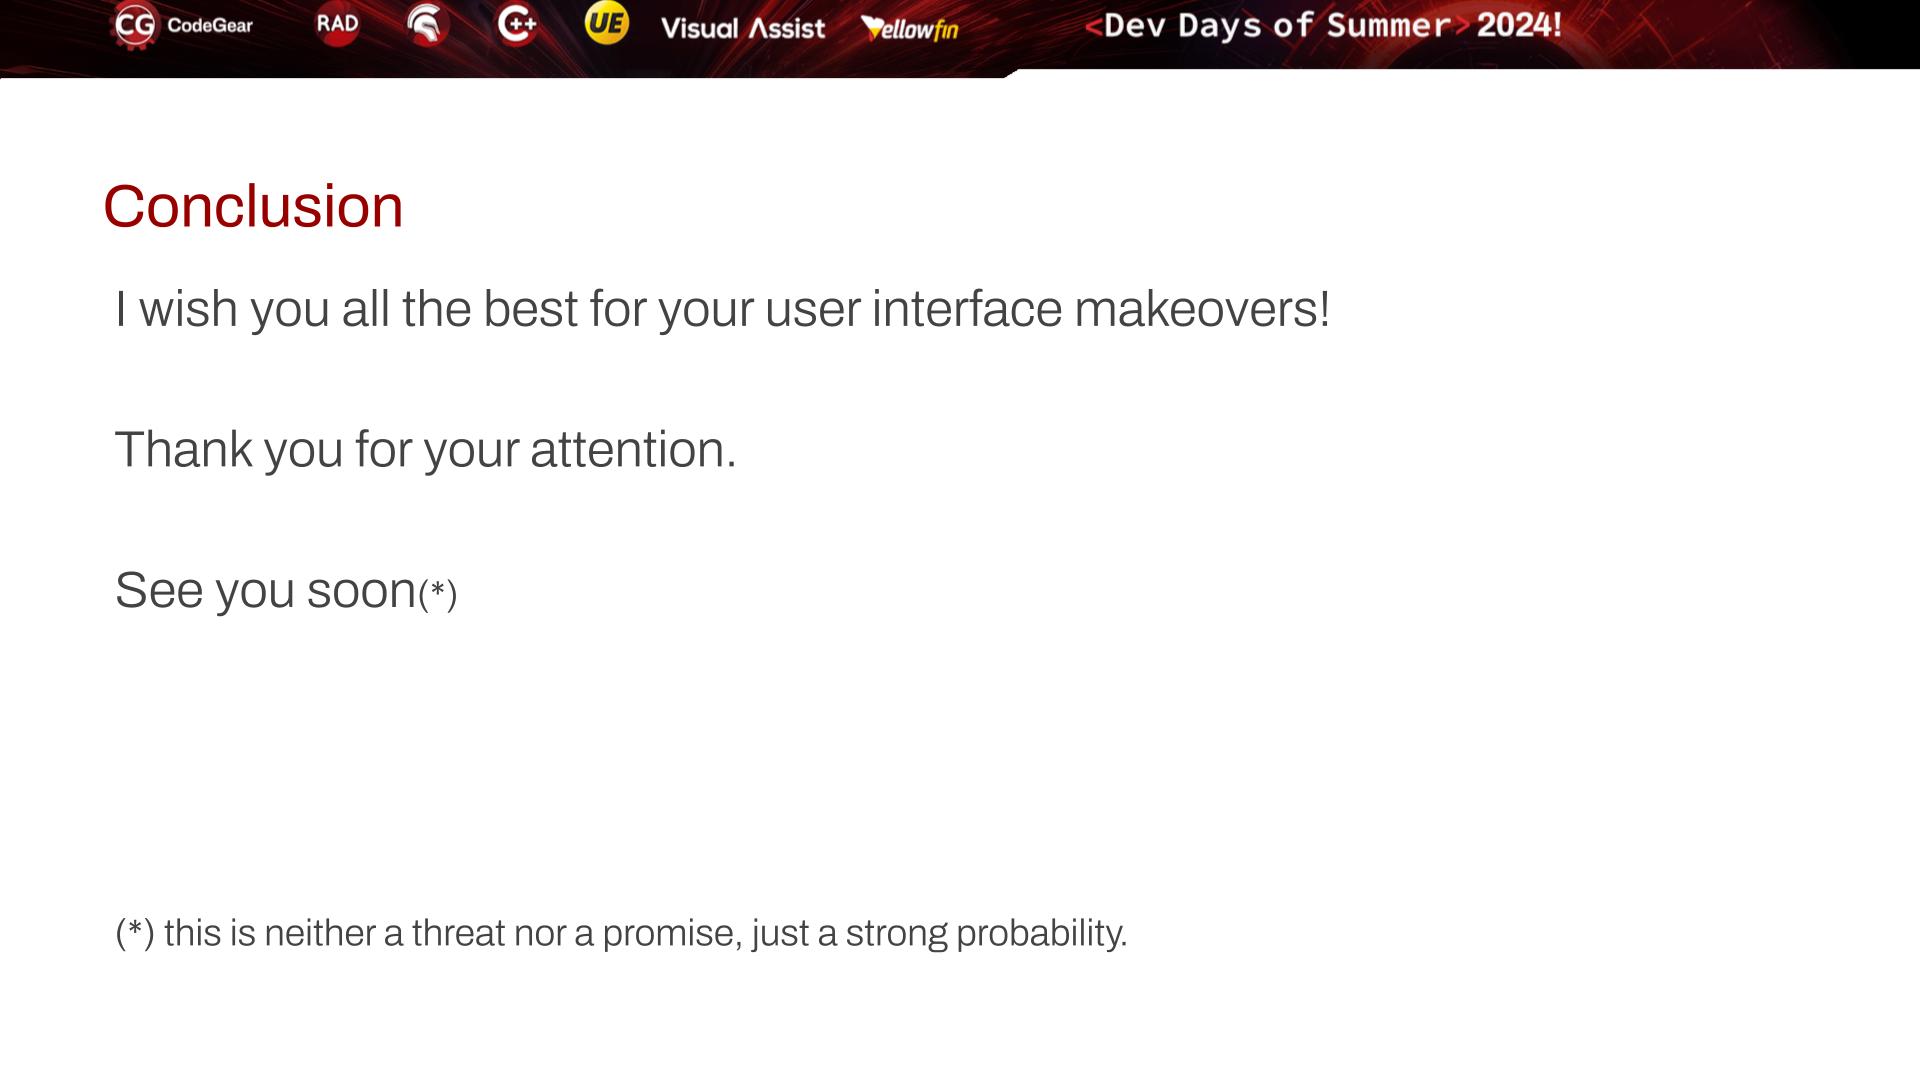 CG CodeGear RAD C++ UE Visual Assist Yellowfin <Dev Days of Summer> 2024!
Conclusion
I wish you all the best for your user interface makeovers!
Thank you for your attention.
See you soon(*)
(*) this is neither a threat nor a promise, just a strong probability.